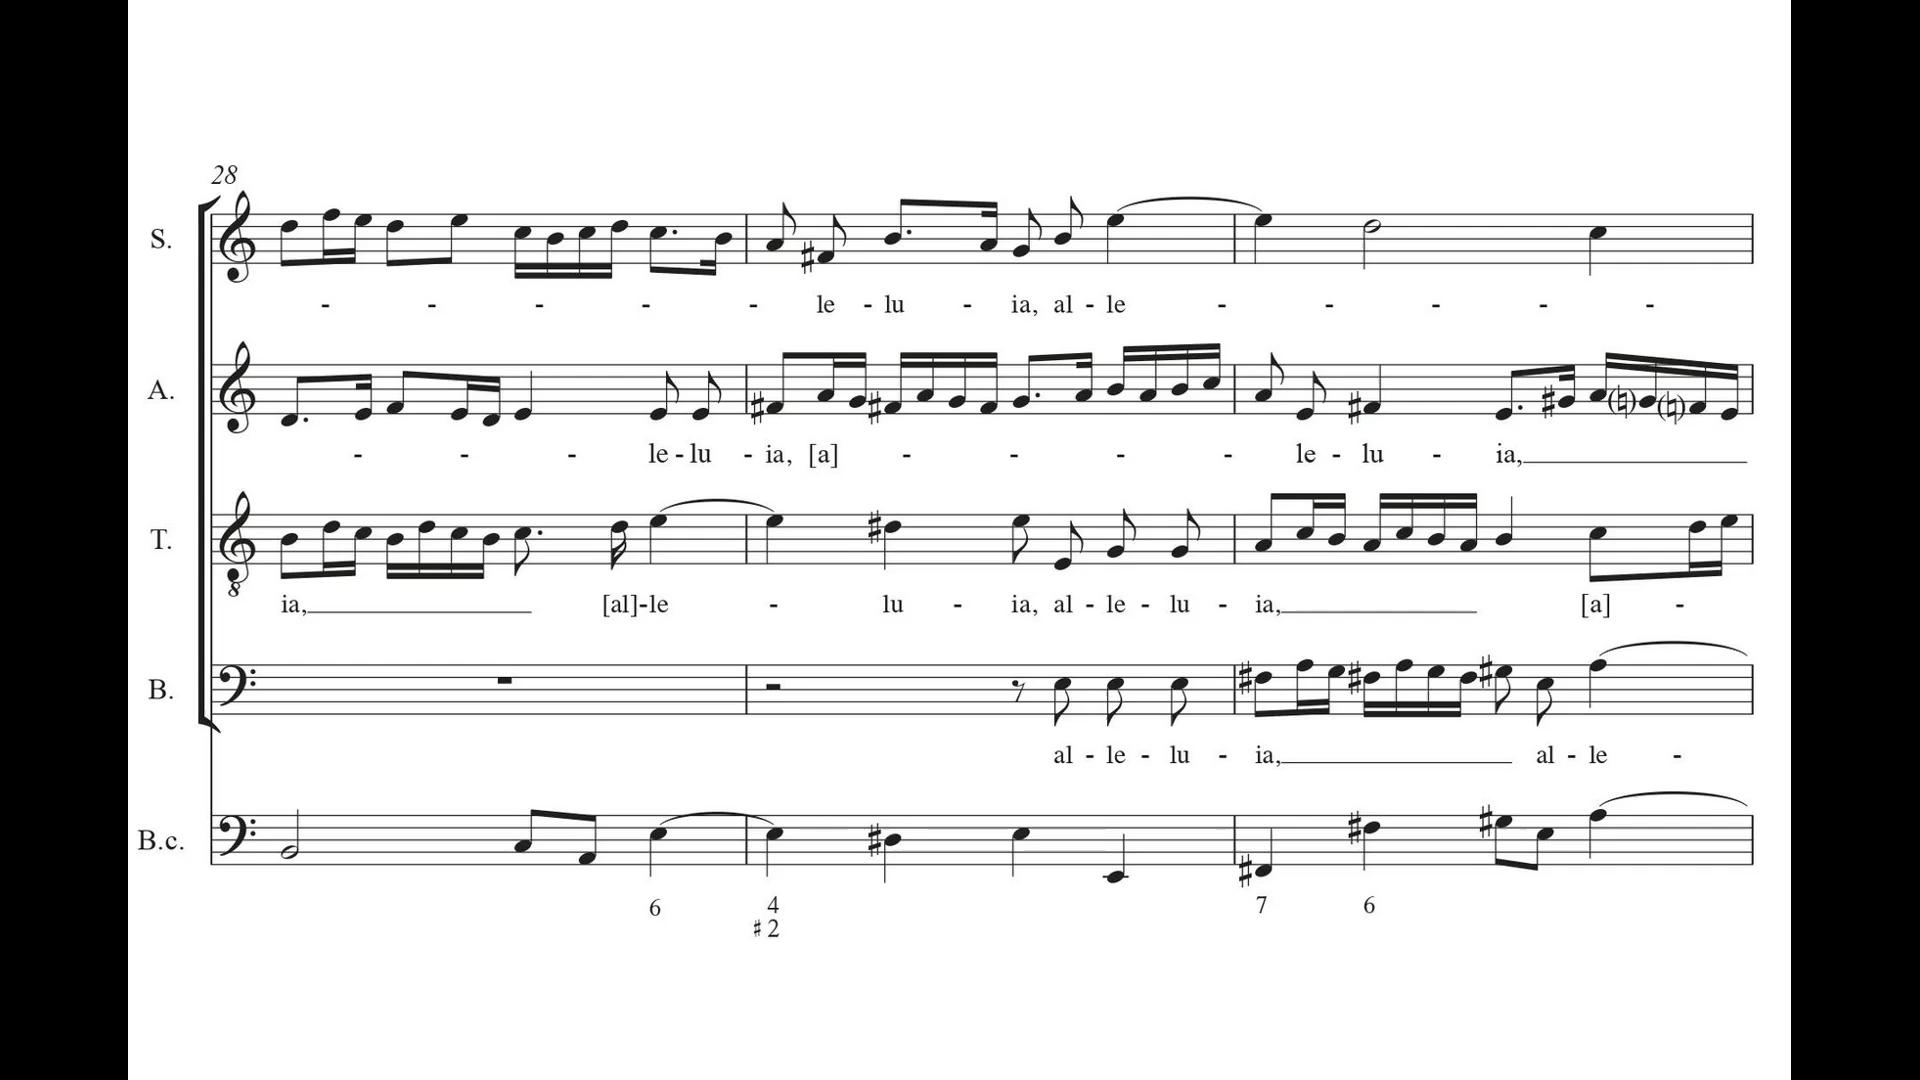 28
S.
- - - - - le - lu - ia, al - le - - - - -
A.
- - - le - lu - ia, [a] - - - - le - lu - ia,
T.
8
ia, [al]-le - lu - ia, al - le - lu - ia, [a] -
B.
al - le - lu - ia, al - le -
B.c.
6 4 7 6
♯ 2